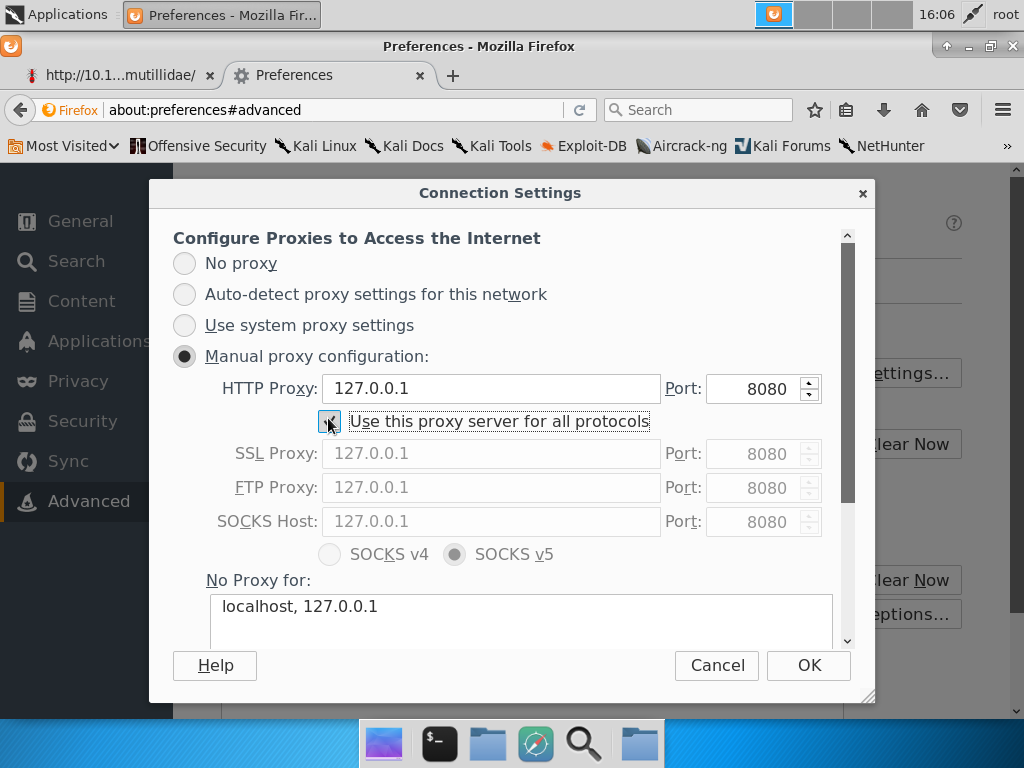 Applications
Preferences - Mozilla Fir...
16:06
root
Preferences - Mozilla Firefox
http://10.1...mutillidae/
Preferences
Firefox
about:preferences#advanced
Search
Most Visited
Offensive Security
Kali Linux
Kali Docs
Kali Tools
Exploit-DB
Aircrack-ng
Kali Forums
NetHunter
»
General
Search
Content
Applications
Privacy
Security
Sync
Advanced
?
ettings...
Clear Now
Clear Now
eptions...
Connection Settings
Configure Proxies to Access the Internet
No proxy
Auto-detect proxy settings for this network
Use system proxy settings
Manual proxy configuration:
HTTP Proxy: 127.0.0.1 Port: 8080
Use this proxy server for all protocols
SSL Proxy: 127.0.0.1 Port: 8080
FTP Proxy: 127.0.0.1 Port: 8080
SOCKS Host: 127.0.0.1 Port: 8080
SOCKS v4 SOCKS v5
No Proxy for:
localhost, 127.0.0.1
Help
Cancel
OK
$_